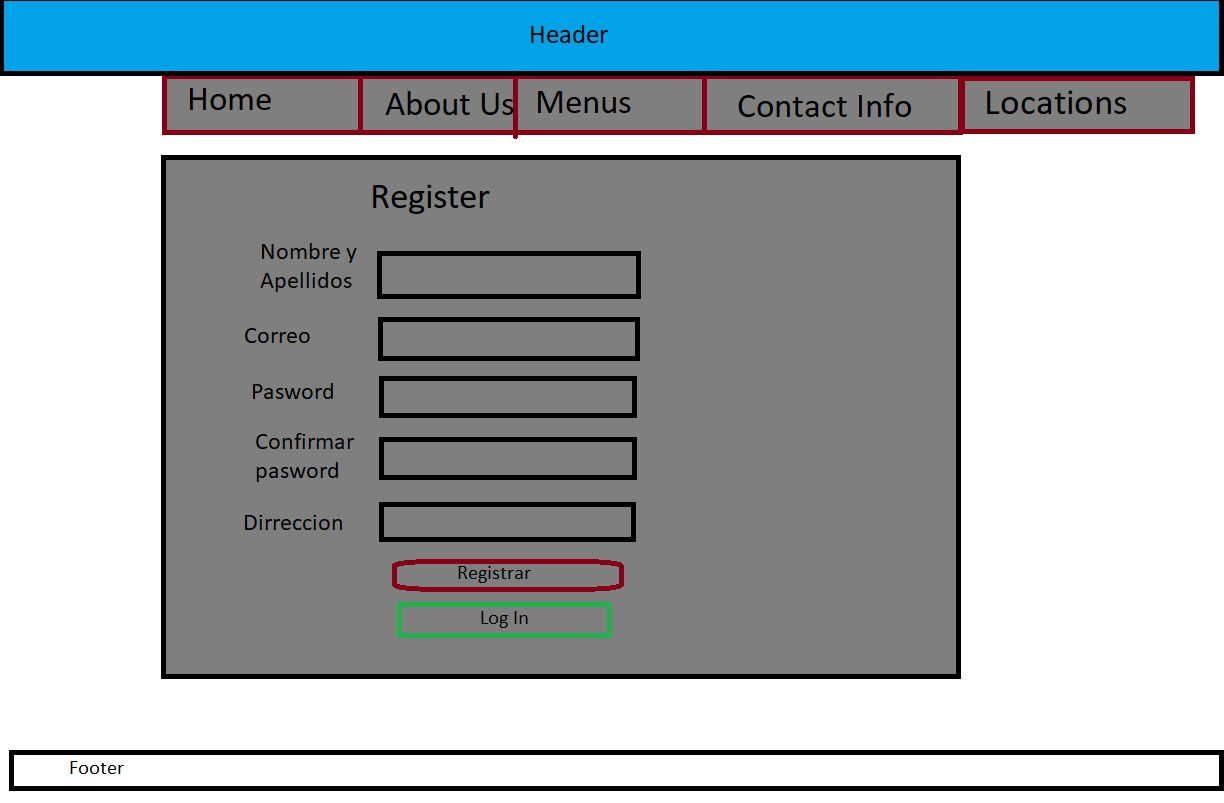 Header
Home
About Us
Menus
Contact Info
Locations
Register
Nombre y
Apellidos
Correo
Pasword
Confirmar
pasword
Dirreccion
Registrar
Log In
Footer